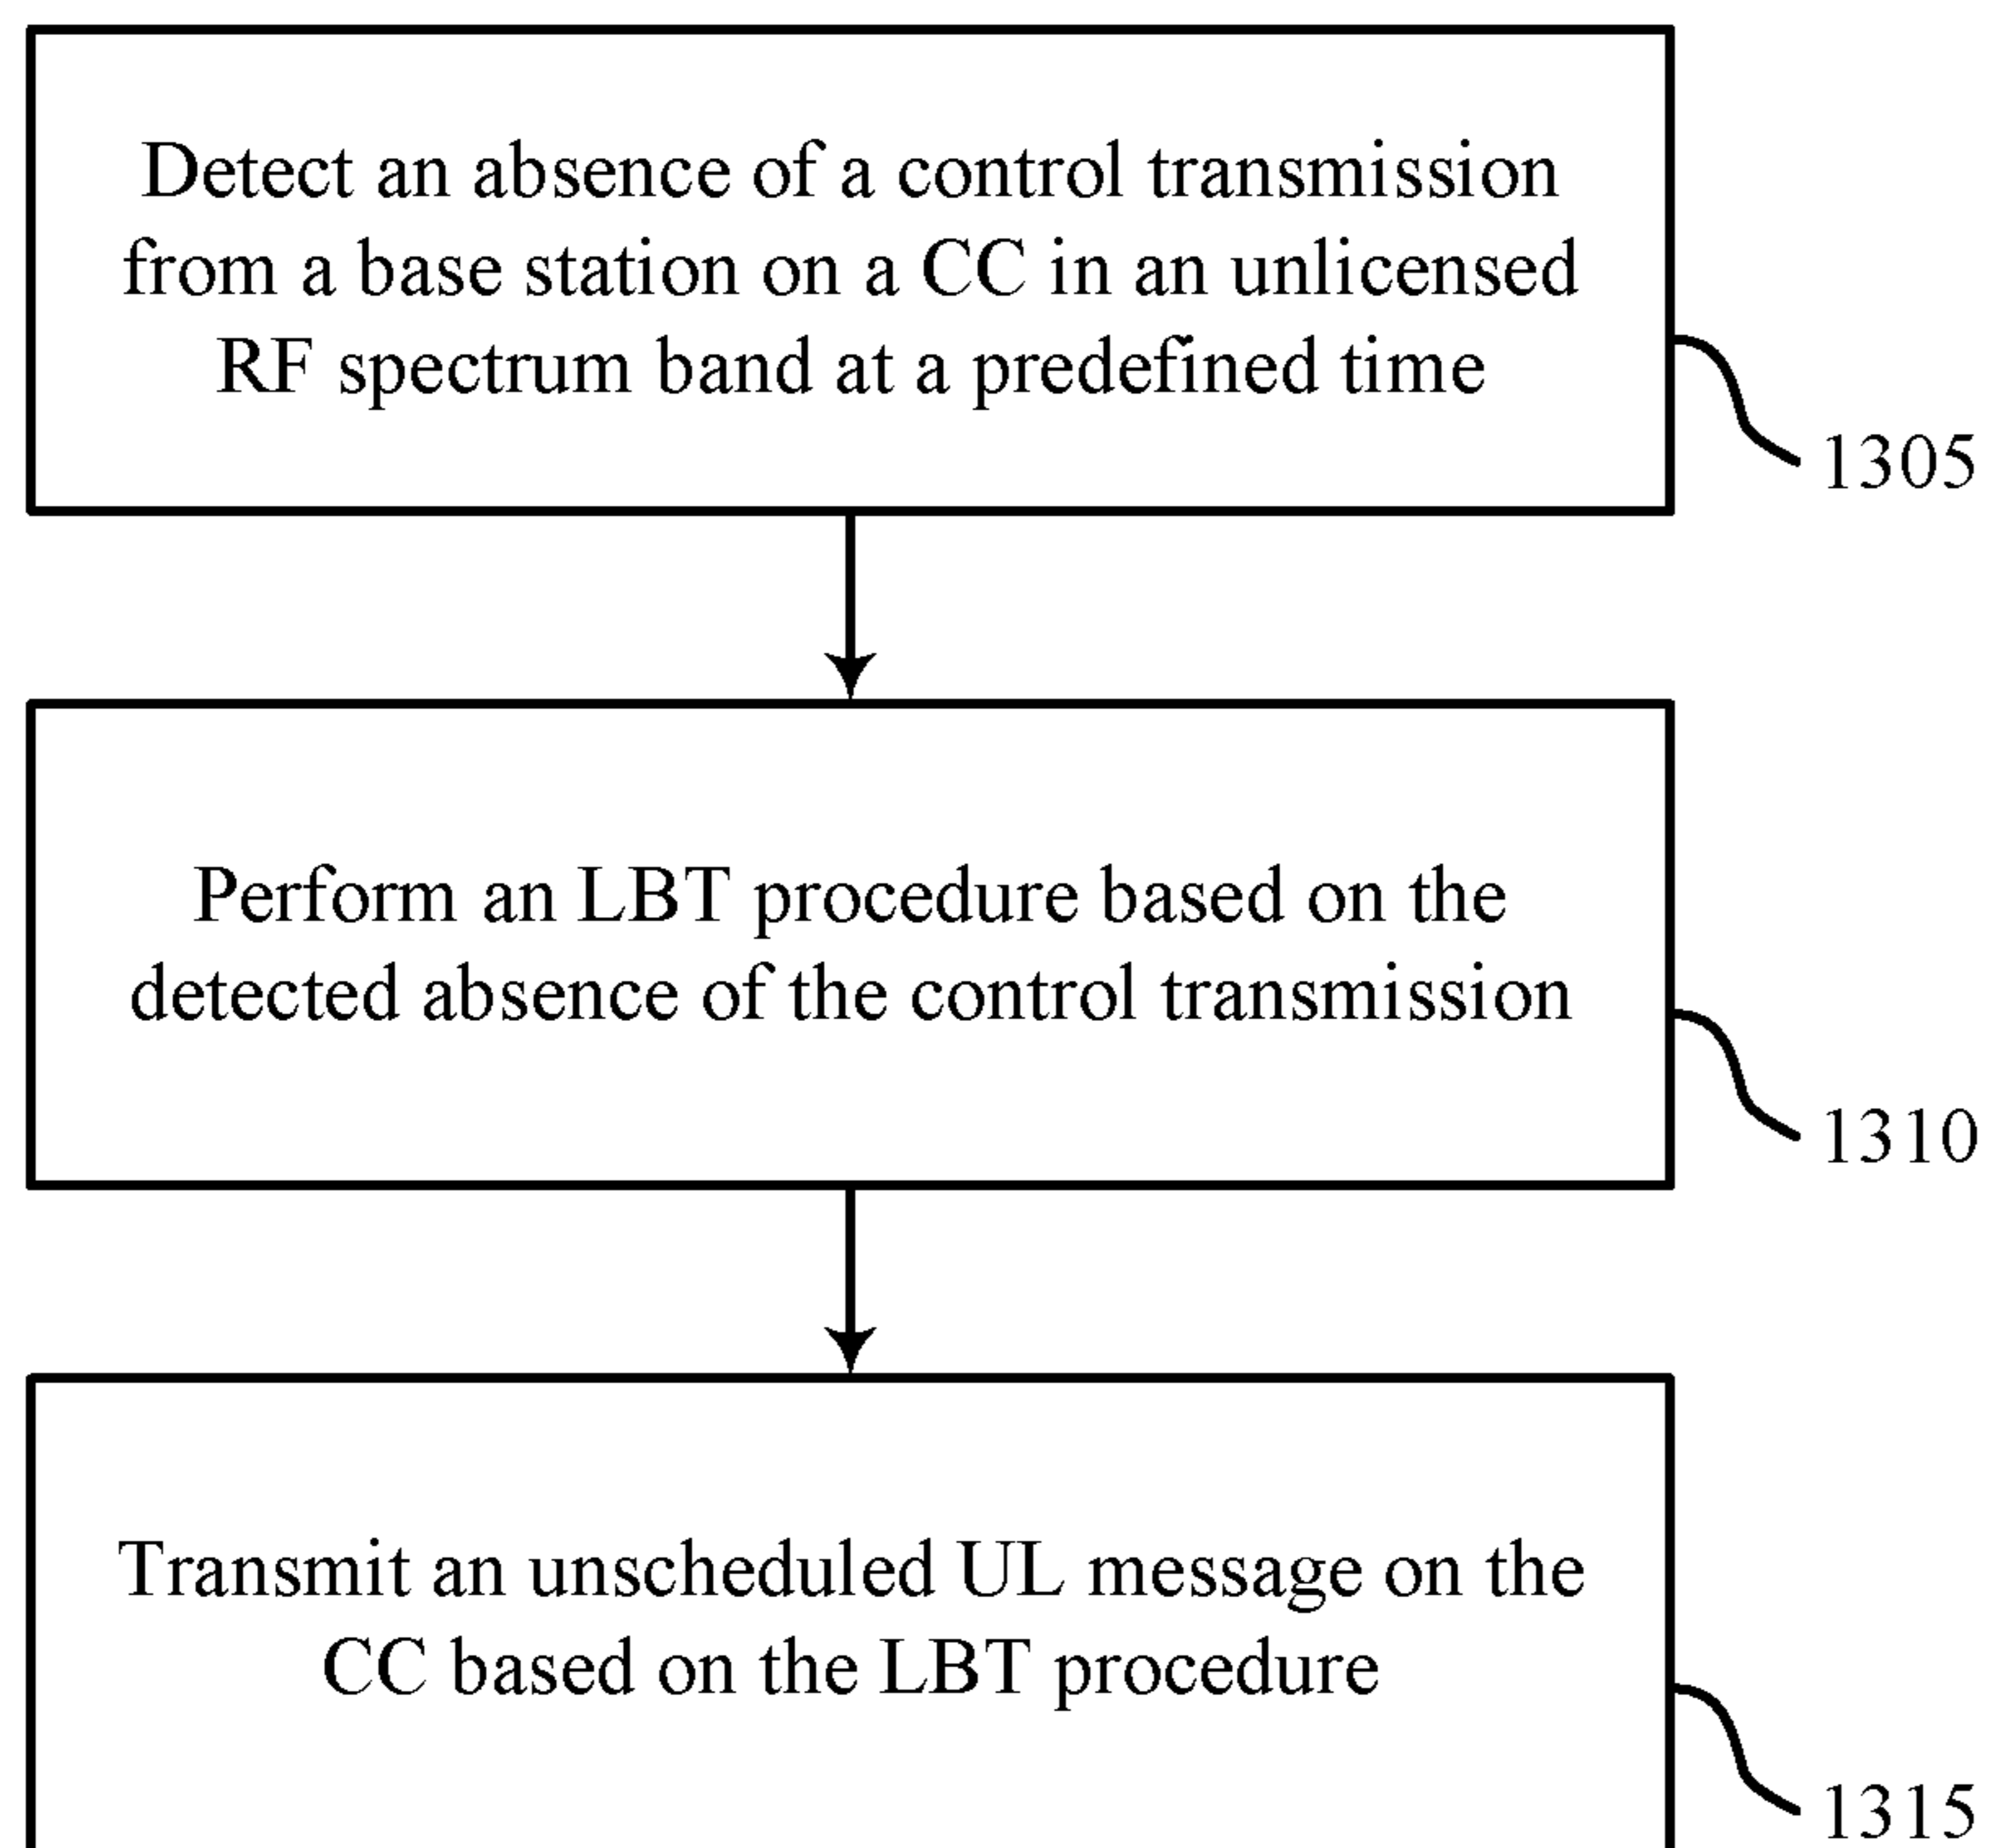 Detect an absence of a control transmission
from a base station on a CC in an unlicensed
RF spectrum band at a predefined time
1305
Perform an LBT procedure based on the
detected absence of the control transmission
1310
Transmit an unscheduled UL message on the
CC based on the LBT procedure
1315